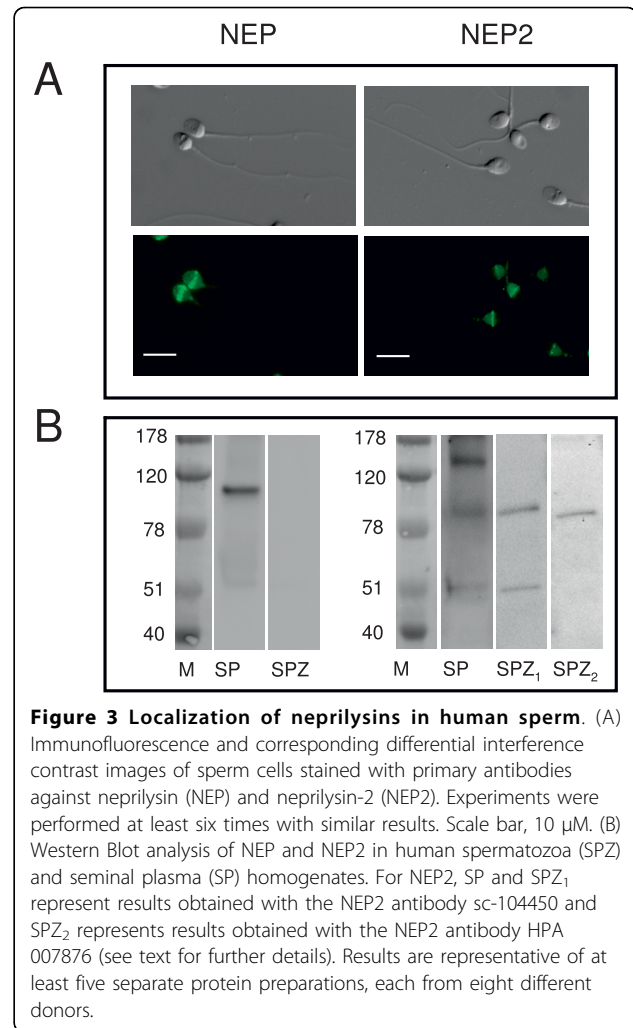 NEP NEP2
A
B
178 178
120 120
78 78
51 51
40 40
M SP SPZ M SP SPZ₁ SPZ₂
Figure 3 Localization of neprilysins in human sperm. (A)
Immunofluorescence and corresponding differential interference
contrast images of sperm cells stained with primary antibodies
against neprilysin (NEP) and neprilysin-2 (NEP2). Experiments were
performed at least six times with similar results. Scale bar, 10 μM. (B)
Western Blot analysis of NEP and NEP2 in human spermatozoa (SPZ)
and seminal plasma (SP) homogenates. For NEP2, SP and SPZ₁
represent results obtained with the NEP2 antibody sc-104450 and
SPZ₂ represents results obtained with the NEP2 antibody HPA
007876 (see text for further details). Results are representative of at
least five separate protein preparations, each from eight different
donors.